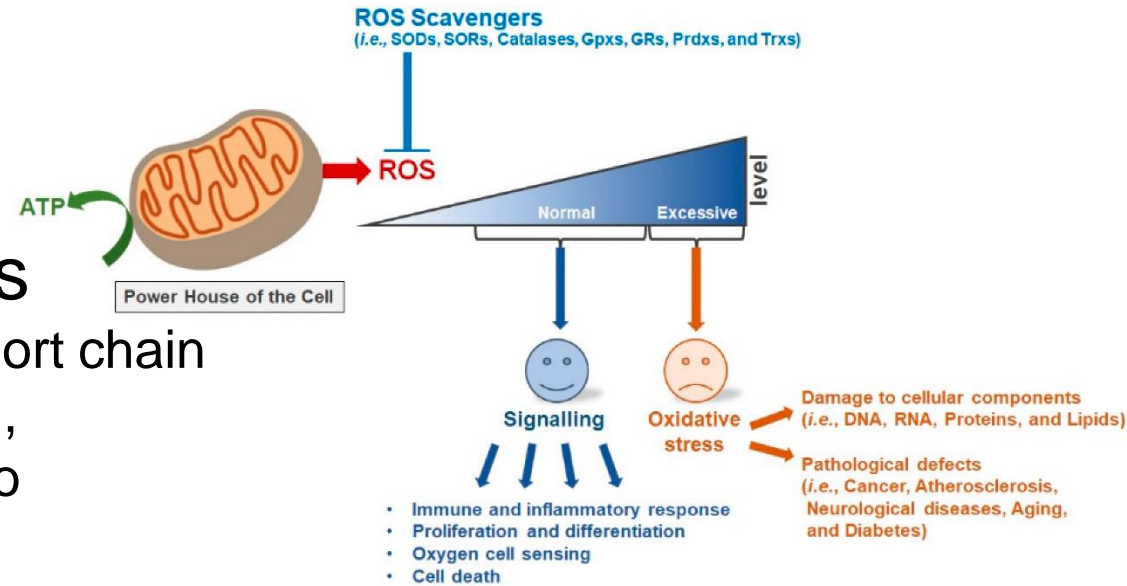 ROS Scavengers
(i.e., SODs, SORs, Catalases, Gpxs, GRs, Prdxs, and Trxs)
ROS
ATP
Power House of the Cell
Normal
Excessive
level
s
ort chain
,
o
Signalling
Oxidative
stress
Damage to cellular components
(i.e., DNA, RNA, Proteins, and Lipids)
Pathological defects
(i.e., Cancer, Atherosclerosis,
Neurological diseases, Aging,
and Diabetes)
• Immune and inflammatory response
• Proliferation and differentiation
• Oxygen cell sensing
• Cell death